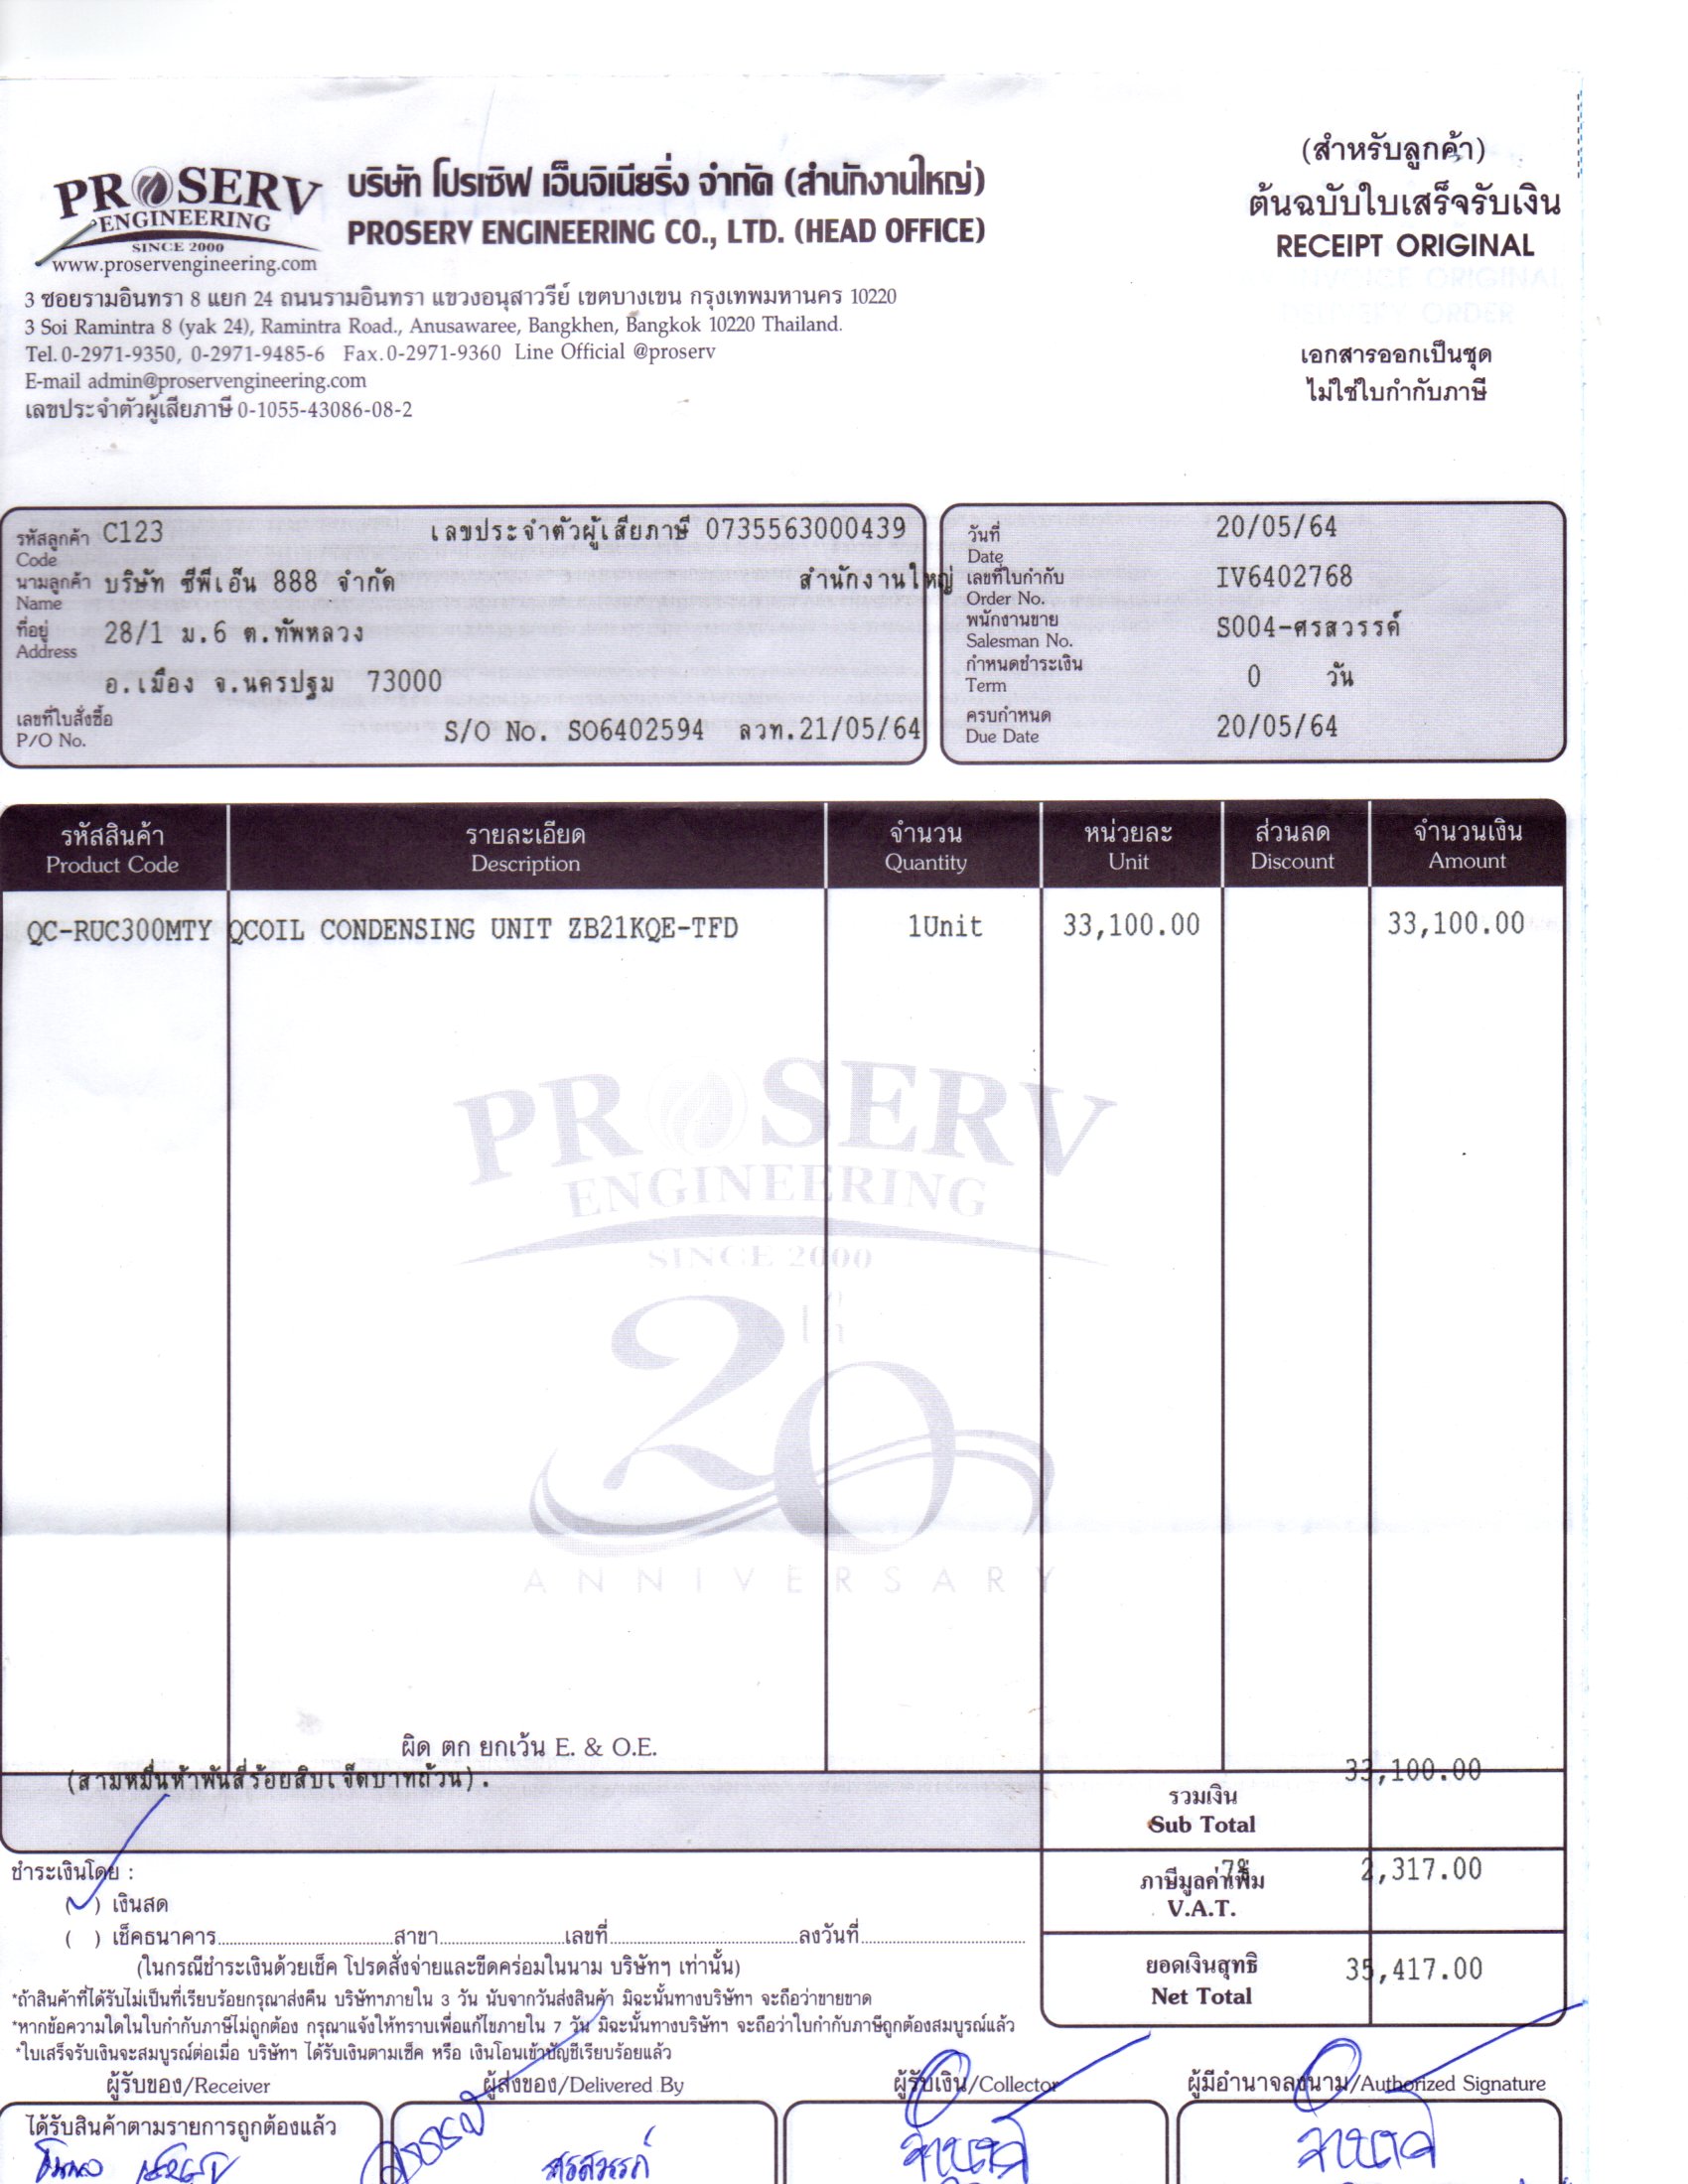 (สำหรับลูกค้า)
ต้นฉบับใบเสร็จรับเงิน
RECEIPT ORIGINAL
เอกสารออกเป็นชุด
ไม่ใช่ใบกำกับภาษี
PROSERV
ENGINEERING
SINCE 2000
www.proservengineering.com
บริษัท โปรเซิฟ เอ็นจิเนียริ่ง จำกัด (สำนักงานใหญ่)
PROSERV ENGINEERING CO., LTD. (HEAD OFFICE)
3 ซอยรามอินทรา 8 แยก 24 ถนนรามอินทรา แขวงอนุสาวรีย์ เขตบางเขน กรุงเทพมหานคร 10220
3 Soi Ramintra 8 (yak 24), Ramintra Road., Anusawaree, Bangkhen, Bangkok 10220 Thailand.
Tel. 0-2971-9350, 0-2971-9485-6 Fax. 0-2971-9360 Line Official @proserv
E-mail admin@proservengineering.com
เลขประจำตัวผู้เสียภาษี 0-1055-43086-08-2
รหัสลูกค้า C123 เลขประจำตัวผู้เสียภาษี 0735563000439
Code
นามลูกค้า บริษัท ซีพีเอ็น 888 จำกัด สำนักงานใหญ่
Name
ที่อยู่ 28/1 ม.6 ต.ทัพหลวง
Address
อ.เมือง จ.นครปฐม 73000
เลขที่ใบสั่งซื้อ
P/O No.
S/O No. SO6402594 ลวท.21/05/64
วันที่ 20/05/64
Date
เลขที่ใบกำกับ IV6402768
Order No.
พนักงานขาย S004-ศรสวรรค์
Salesman No.
กำหนดชำระเงิน 0 วัน
Term
ครบกำหนด 20/05/64
Due Date
รหัสสินค้า รายละเอียด จำนวน หน่วยละ ส่วนลด จำนวนเงิน
Product Code Description Quantity Unit Discount Amount
QC-RUC300MTY QCOIL CONDENSING UNIT ZB21KQE-TFD 1Unit 33,100.00 33,100.00
PROSERV
ENGINEERING
SINCE 2000
20th
ANNIVERSARY
ผิด ตก ยกเว้น E. & O.E.
(สามหมื่นห้าพันสี่ร้อยสิบเจ็ดบาทถ้วน).
33,100.00
รวมเงิน
Sub Total
7%
ภาษีมูลค่าเพิ่ม 2,317.00
V.A.T.
ยอดเงินสุทธิ 35,417.00
Net Total
ชำระเงินโดย :
( ) เงินสด
( ) เช็คธนาคาร สาขา เลขที่ ลงวันที่
(ในกรณีชำระเงินด้วยเช็ค โปรดสั่งจ่ายและขีดคร่อมในนาม บริษัทฯ เท่านั้น)
*ถ้าสินค้าที่ได้รับไม่เป็นที่เรียบร้อยกรุณาส่งคืน บริษัทฯภายใน 3 วัน นับจากวันส่งสินค้า มิฉะนั้นทางบริษัทฯ จะถือว่าขายขาด
*หากข้อความใดในใบกำกับภาษีไม่ถูกต้อง กรุณาแจ้งให้ทราบเพื่อแก้ไขภายใน 7 วัน มิฉะนั้นทางบริษัทฯ จะถือว่าใบกำกับภาษีถูกต้องสมบูรณ์แล้ว
*ใบเสร็จรับเงินจะสมบูรณ์ต่อเมื่อ บริษัทฯ ได้รับเงินตามเช็ค หรือ เงินโอนเข้าบัญชีเรียบร้อยแล้ว
ผู้รับของ/Receiver ผู้ส่งของ/Delivered By ผู้รับเงิน/Collector ผู้มีอำนาจลงนาม/Authorized Signature
ได้รับสินค้าตามรายการถูกต้องแล้ว
ศรสวรรค์